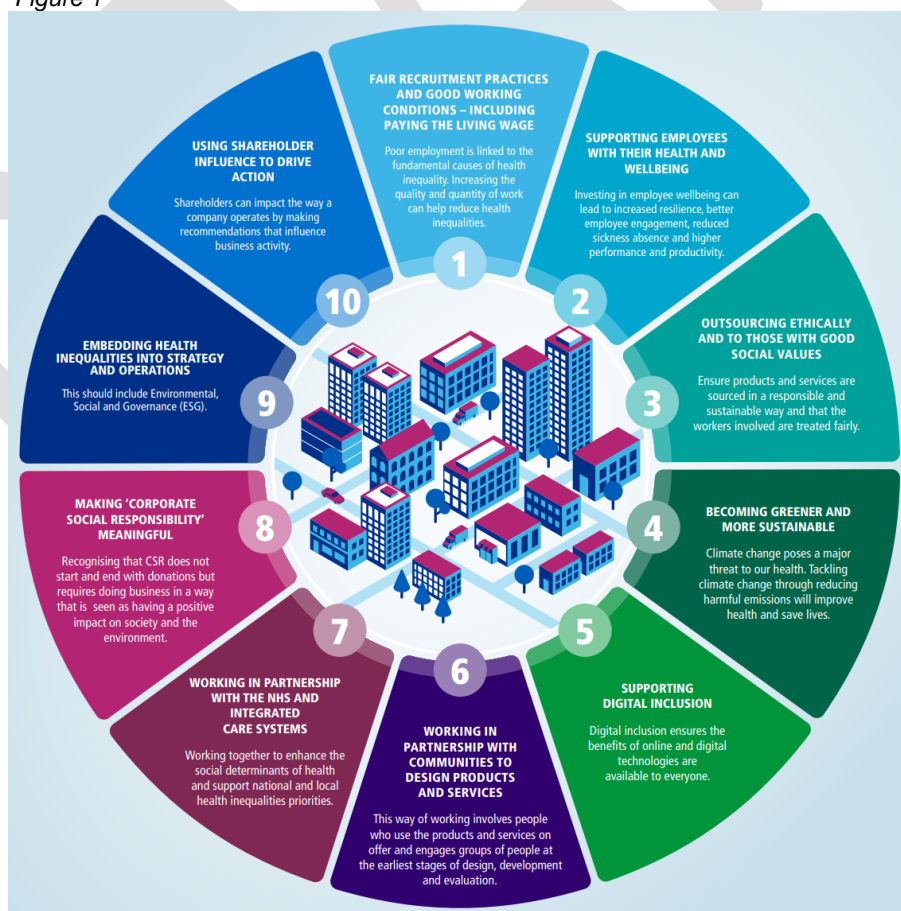 Figure 1
FAIR RECRUITMENT PRACTICES
AND GOOD WORKING
CONDITIONS – INCLUDING
PAYING THE LIVING WAGE
Poor employment is linked to the
fundamental causes of health
inequality. Increasing the
quality and quantity of work
can help reduce health
inequalities.
1
SUPPORTING EMPLOYEES
WITH THEIR HEALTH AND
WELLBEING
Investing in employee wellbeing can
lead to increased resilience, better
employee engagement, reduced
sickness absence and higher
performance and productivity.
2
OUTSOURCING ETHICALLY
AND TO THOSE WITH GOOD
SOCIAL VALUES
Ensure products and services are
sourced in a responsible and
sustainable way and that the
workers involved are treated fairly.
3
BECOMING GREENER AND
MORE SUSTAINABLE
Climate change poses a major
threat to our health. Tackling
climate change through reducing
harmful emissions will improve
health and save lives.
4
SUPPORTING
DIGITAL INCLUSION
Digital inclusion ensures the
benefits of online and digital
technologies are
available to everyone.
5
WORKING IN
PARTNERSHIP WITH
COMMUNITIES TO
DESIGN PRODUCTS
AND SERVICES
This way of working involves people
who use the products and services on
offer and engages groups of people at
the earliest stages of design, development
and evaluation.
6
WORKING IN PARTNERSHIP
WITH THE NHS AND
INTEGRATED
CARE SYSTEMS
Working together to enhance the
social determinants of health
and support national and local
health inequalities priorities.
7
MAKING ‘CORPORATE
SOCIAL RESPONSIBILITY’
MEANINGFUL
Recognising that CSR does not
start and end with donations but
requires doing business in a way
that is seen as having a positive
impact on society and the
environment.
8
EMBEDDING HEALTH
INEQUALITIES INTO STRATEGY
AND OPERATIONS
This should include Environmental,
Social and Governance (ESG).
9
USING SHAREHOLDER
INFLUENCE TO DRIVE
ACTION
Shareholders can impact the way a
company operates by making
recommendations that influence
business activity.
10